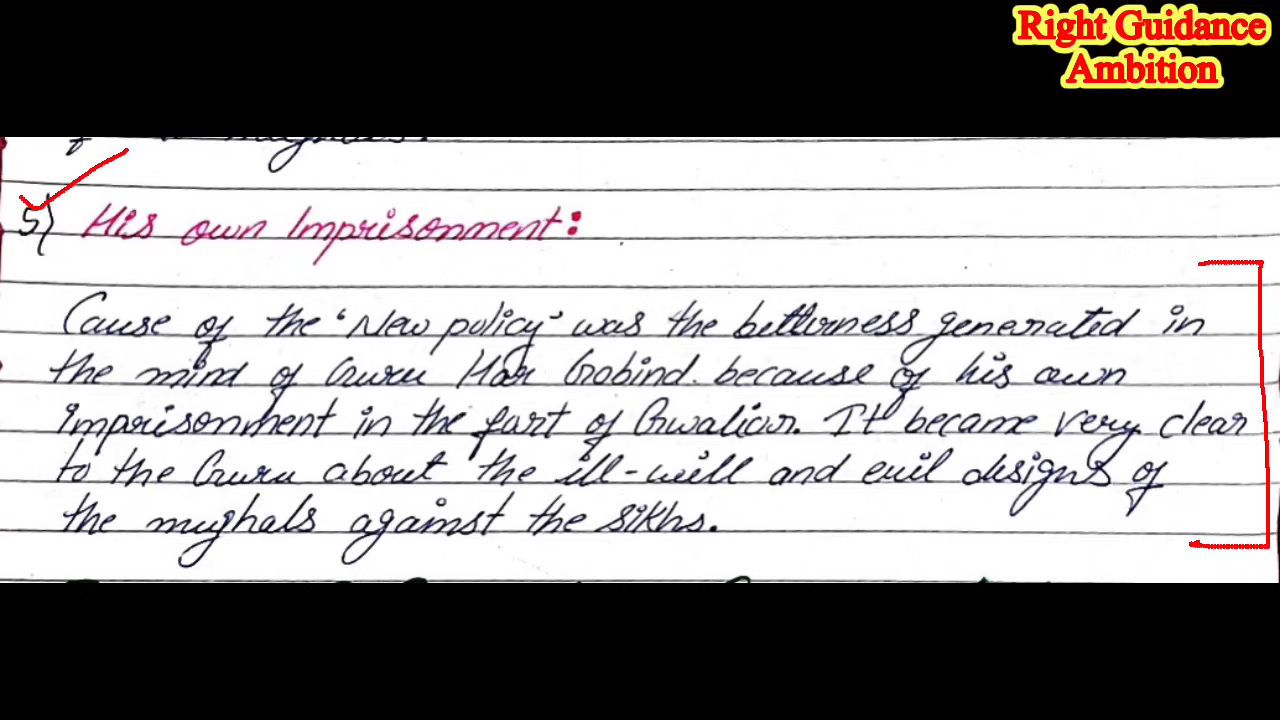 Right Guidance
Ambition
5) His own Imprisonment:
Cause of the 'New policy' was the betterness generated in
the mind of Guru Har Gobind. because of his own
imprisonment in the fart of Gwalior. It became very clear
to the Guru about the ill-will and evil designs of
the mughals against the sikhs.